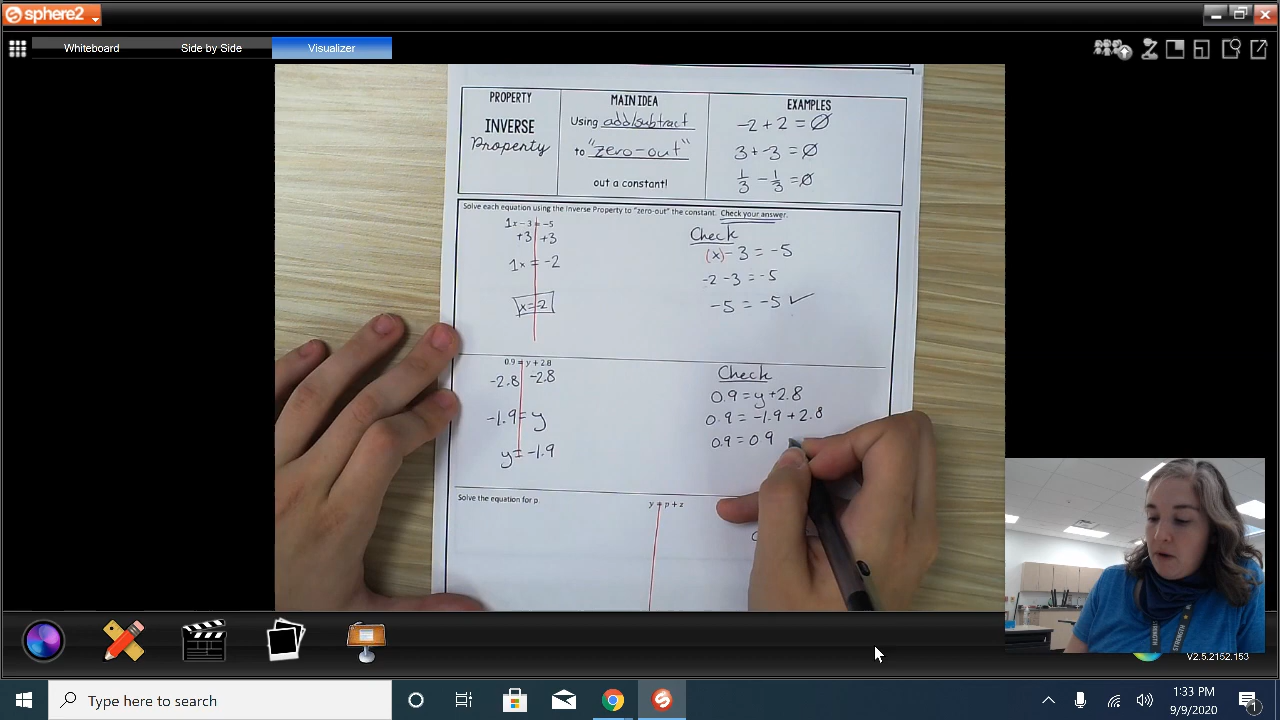 sphere2
Whiteboard Side by Side Visualizer
PROPERTY MAIN IDEA EXAMPLES
INVERSE Property
Using add/subtract
to "zero-out"
out a constant!
-2 + 2 = 0
3 + -3 = 0
1/3 - 1/3 = 0
Solve each equation using the Inverse Property to "zero-out" the constant. Check your answer.
1x - 3 = -5
+3 +3
1x = -2
x = -2
Check
(x) - 3 = -5
-2 - 3 = -5
-5 = -5 ✓
0.9 = y + 2.8
-2.8 -2.8
-1.9 = y
y = -1.9
Check
0.9 = y + 2.8
0.9 = -1.9 + 2.8
0.9 = 0.9
Solve the equation for p.
y = p + z
V2.5.2152.153
Type here to search
1:33 PM
9/9/2020
1